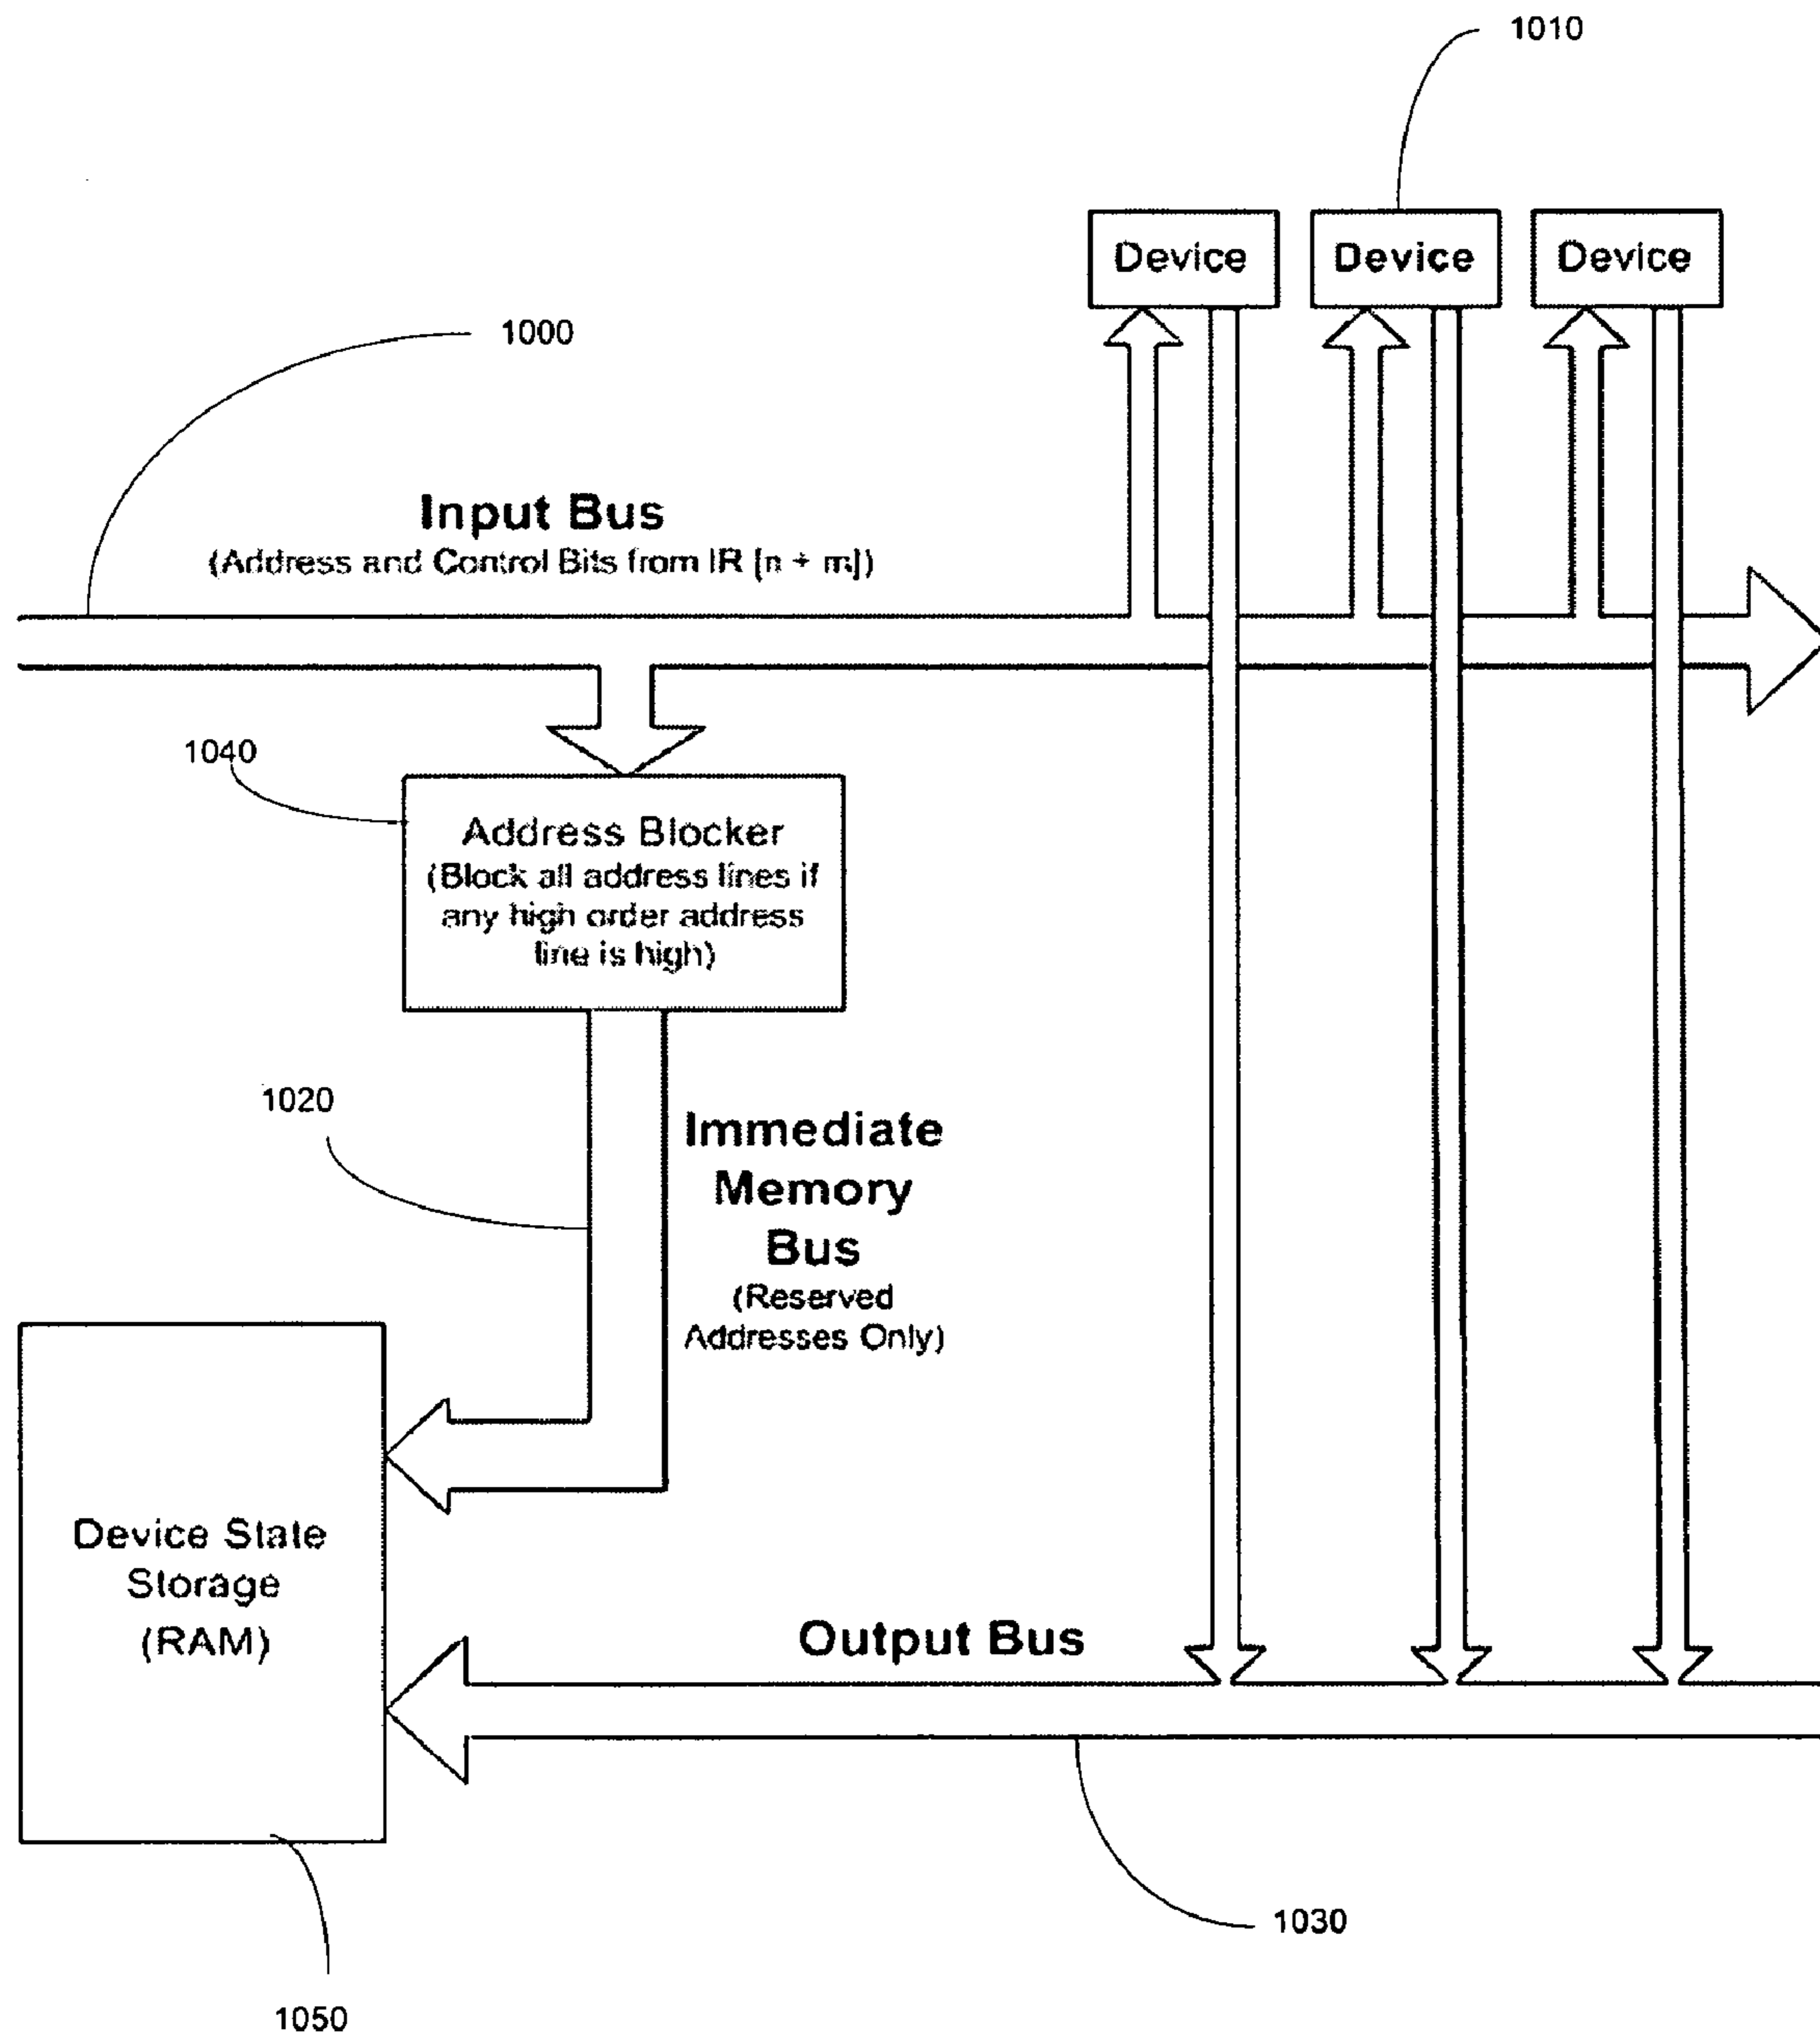 1010
Device
Device
Device
1000
Input Bus
(Address and Control Bits from IR [n + m])
1040
Address Blocker
(Block all address lines if
any high order address
line is high)
1020
Immediate
Memory
Bus
(Reserved
Addresses Only)
Device State
Storage
(RAM)
Output Bus
1030
1050